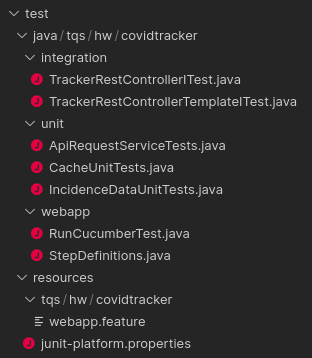 test
java / tqs / hw / covidtracker
integration
TrackerRestControllerITest.java
TrackerRestControllerTemplateITest.java
unit
ApiRequestServiceTests.java
CacheUnitTests.java
IncidenceDataUnitTests.java
webapp
RunCucumberTest.java
StepDefinitions.java
resources
tqs / hw / covidtracker
webapp.feature
junit-platform.properties